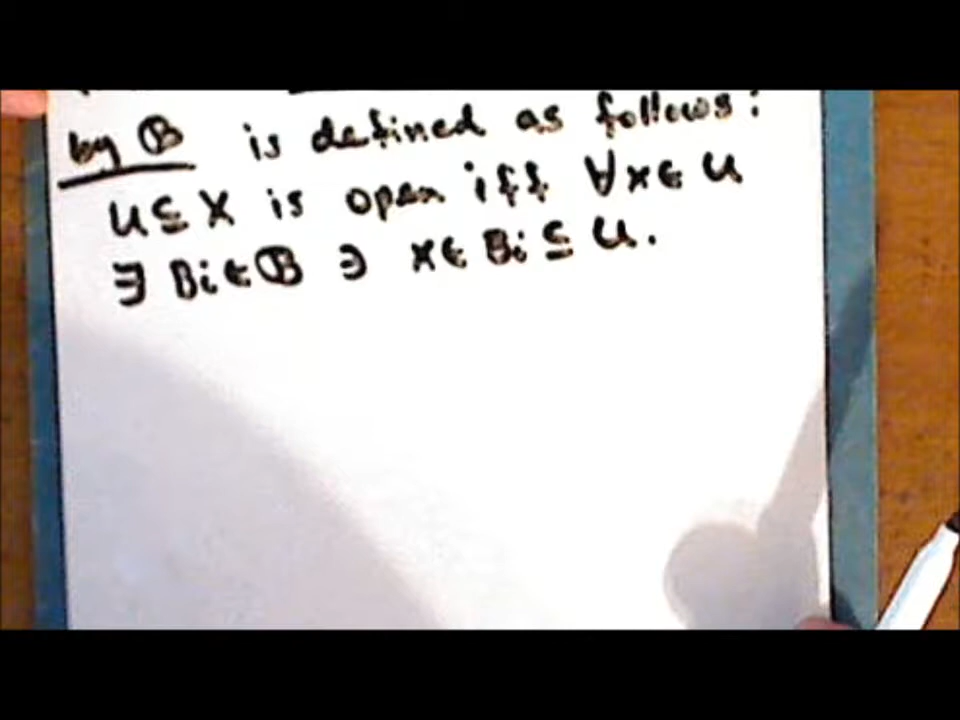 by 𝔹 is defined as follows:
U ⊆ X is open iff ∀x ∈ U
∃ Bi ∈ 𝔹 ∋ x ∈ Bi ⊆ U.